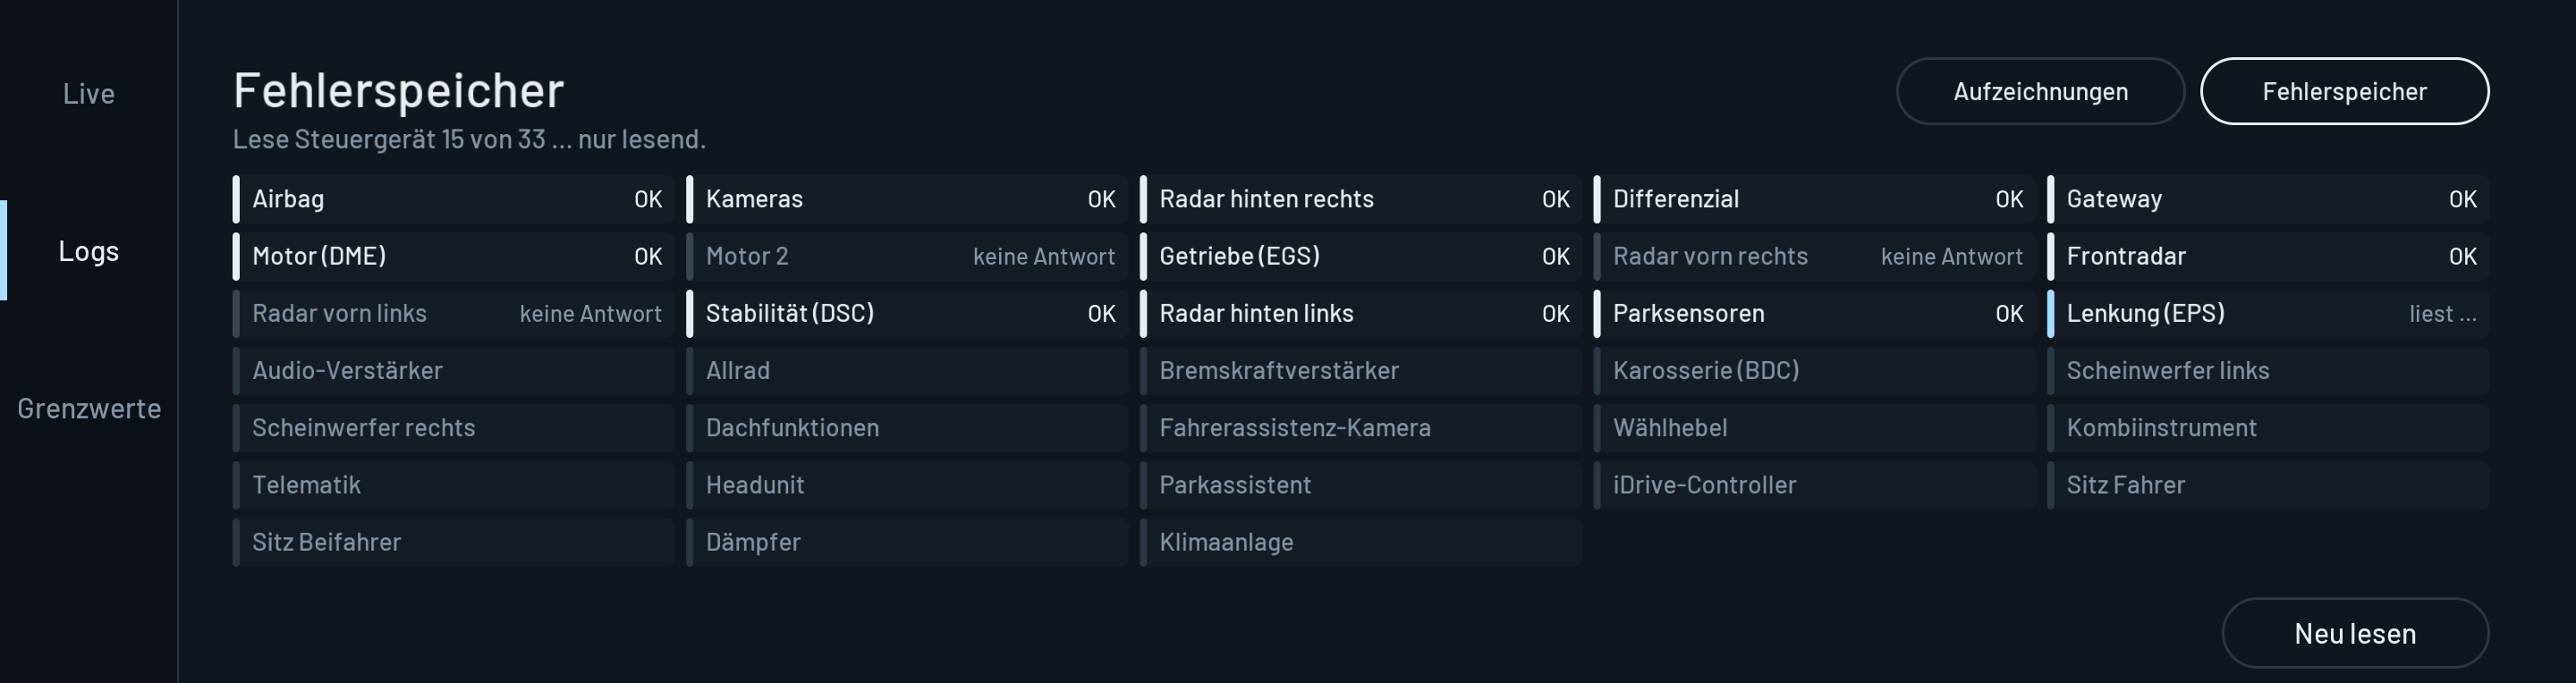 Live
Logs
Grenzwerte
Fehlerspeicher
Lese Steuergerät 15 von 33 ... nur lesend.
Aufzeichnungen
Fehlerspeicher
Airbag OK
Kameras OK
Radar hinten rechts OK
Differenzial OK
Gateway OK
Motor (DME) OK
Motor 2 keine Antwort
Getriebe (EGS) OK
Radar vorn rechts keine Antwort
Frontradar OK
Radar vorn links keine Antwort
Stabilität (DSC) OK
Radar hinten links OK
Parksensoren OK
Lenkung (EPS) liest ...
Audio-Verstärker
Allrad
Bremskraftverstärker
Karosserie (BDC)
Scheinwerfer links
Scheinwerfer rechts
Dachfunktionen
Fahrerassistenz-Kamera
Wählhebel
Kombiinstrument
Telematik
Headunit
Parkassistent
iDrive-Controller
Sitz Fahrer
Sitz Beifahrer
Dämpfer
Klimaanlage
Neu lesen